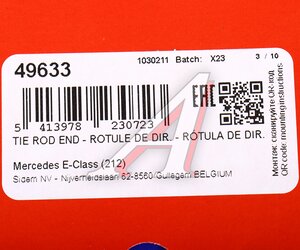 49633
1030211 Batch: X23 3 / 10
EAC
5 413978 230723
TIE ROD END - ROTULE DE DIR. - ROTULA DE DIR.
Mercedes E-Class (212)
Sidem NV - Nijverheidslaan 62-8560 Gullegem BELGIUM
Монтаж: сканируйте QR-код
QR code: mounting instructions